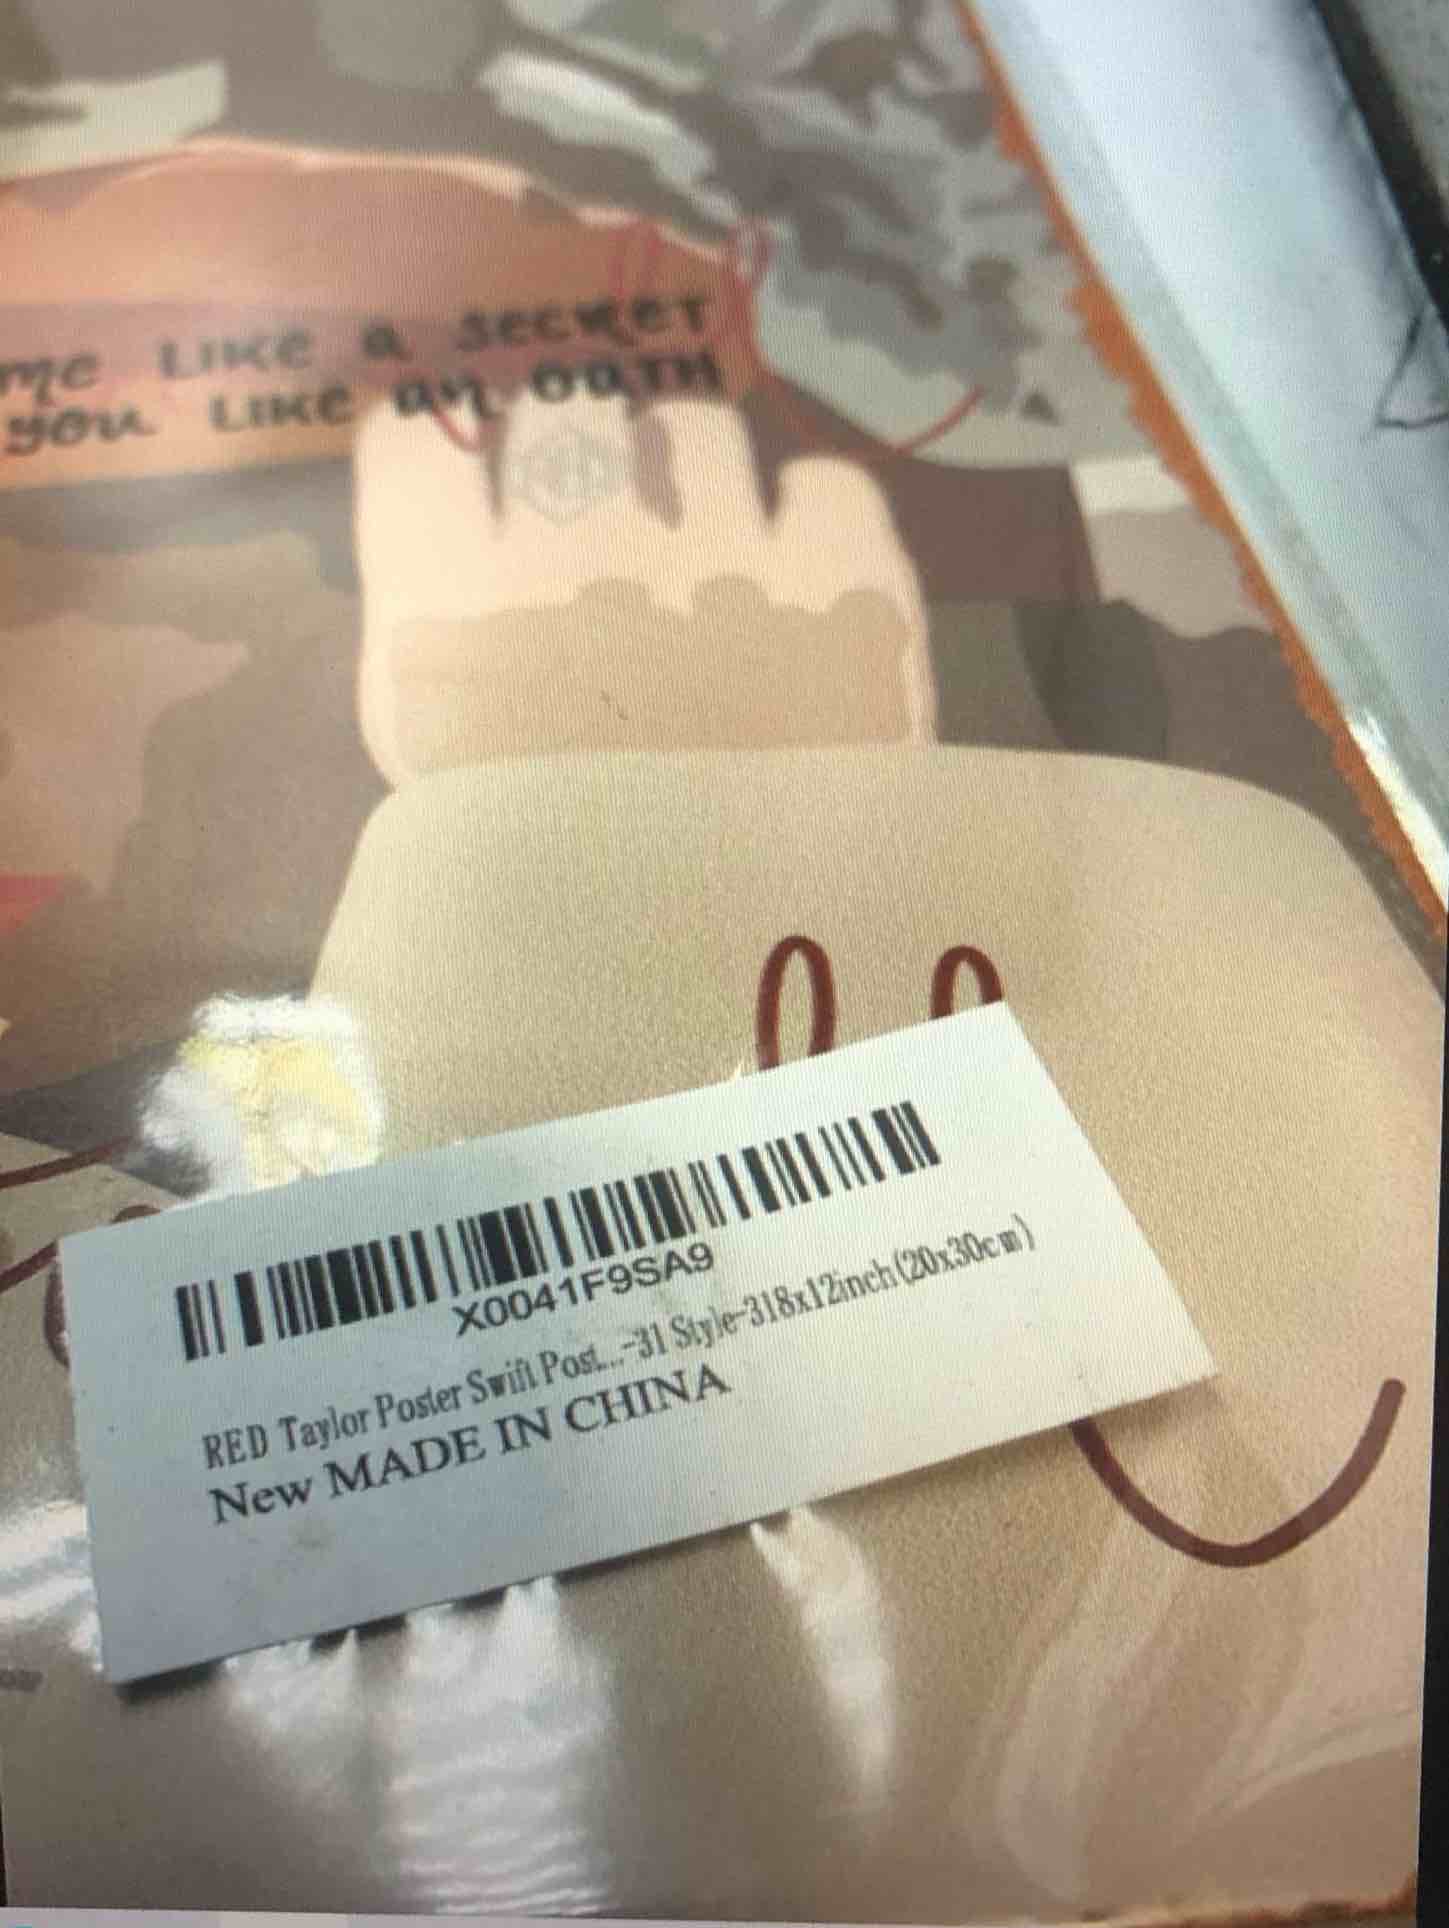 me LIKe a secret
you LIKe an oaTH
ll
X0041F9SA9
RED Taylor Poster Swift Post...-31 Style-318x12inch(20x30cm)
New MADE IN CHINA